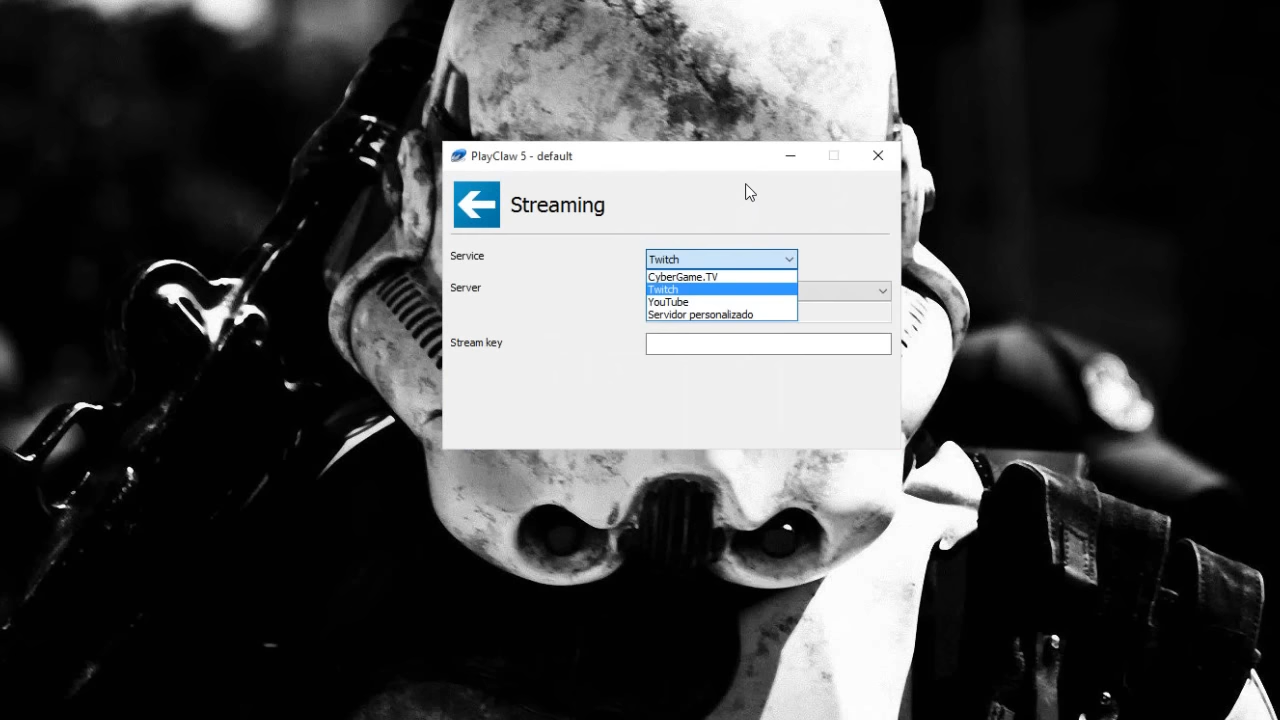 PlayClaw 5 - default
Streaming
Service
Twitch
CyberGame.TV
Twitch
YouTube
Servidor personalizado
Server
Stream key